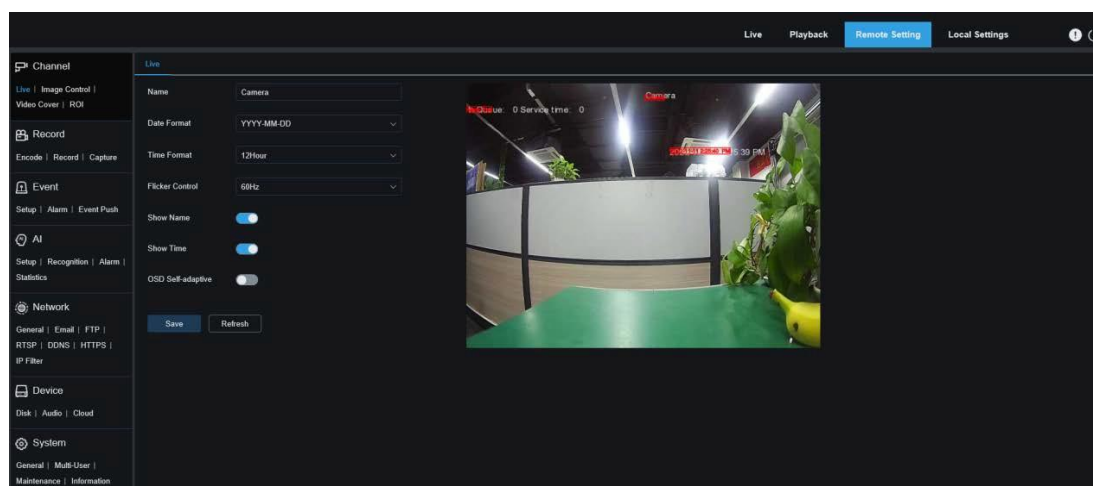 Live Playback Remote Setting Local Settings
Channel
Live | Image Control |
Video Cover | ROI
Record
Encode | Record | Capture
Event
Setup | Alarm | Event Push
AI
Setup | Recognition | Alarm |
Statistics
Network
General | Email | FTP |
RTSP | DDNS | HTTPS |
IP Filter
Device
Disk | Audio | Cloud
System
General | Multi-User |
Maintenance | Information
Live
Name Camera
Date Format YYYY-MM-DD
Time Format 12Hour
Flicker Control 60Hz
Show Name
Show Time
OSD Self-adaptive
Save Refresh
Camera
0 Service time: 0
PM